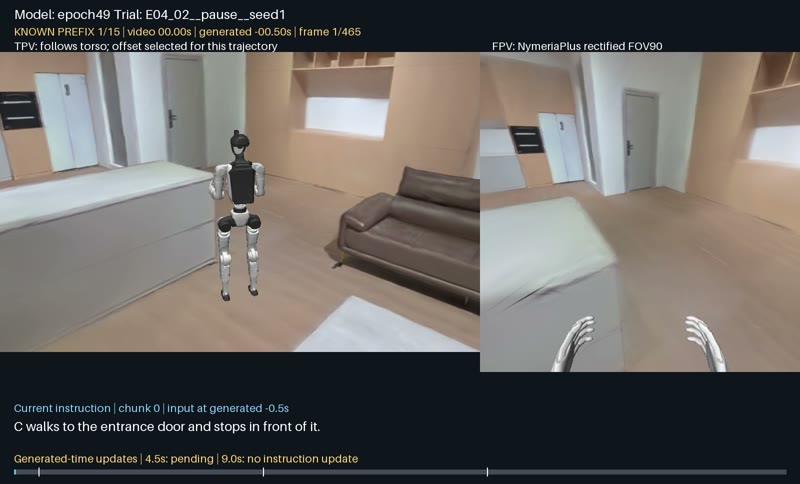 Model: epoch49 Trial: E04_02__pause__seed1
KNOWN PREFIX 1/15 | video 00.00s | generated -00.50s | frame 1/465
TPV: follows torso; offset selected for this trajectory
FPV: NymeriaPlus rectified FOV90
Current instruction | chunk 0 | input at generated -0.5s
C walks to the entrance door and stops in front of it.
Generated-time updates | 4.5s: pending | 9.0s: no instruction update